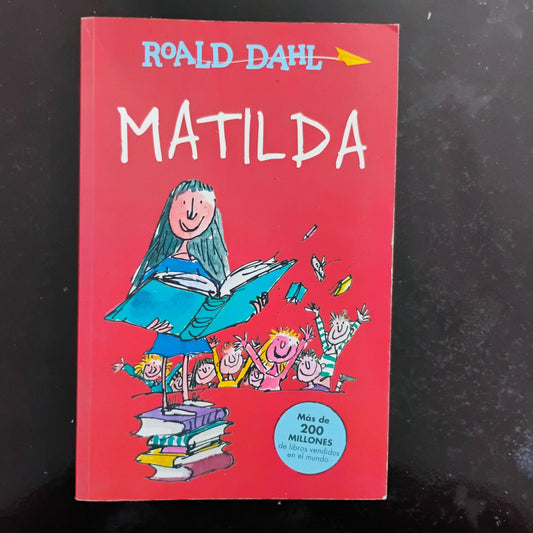 ROALD DAHL
MATILDA
Más de
200
MILLONES
de libros vendidos
en el mundo